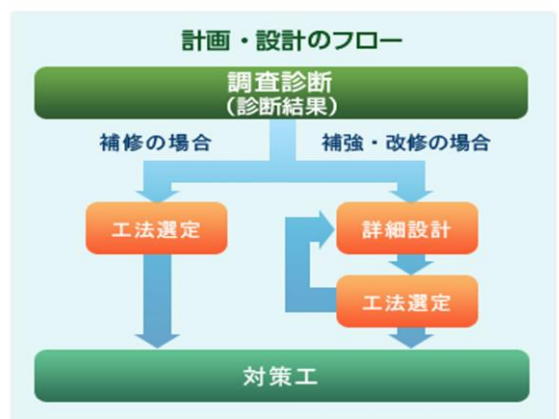 計画・設計のフロー
調査診断
(診断結果)
補修の場合
補強・改修の場合
工法選定
詳細設計
工法選定
対策工